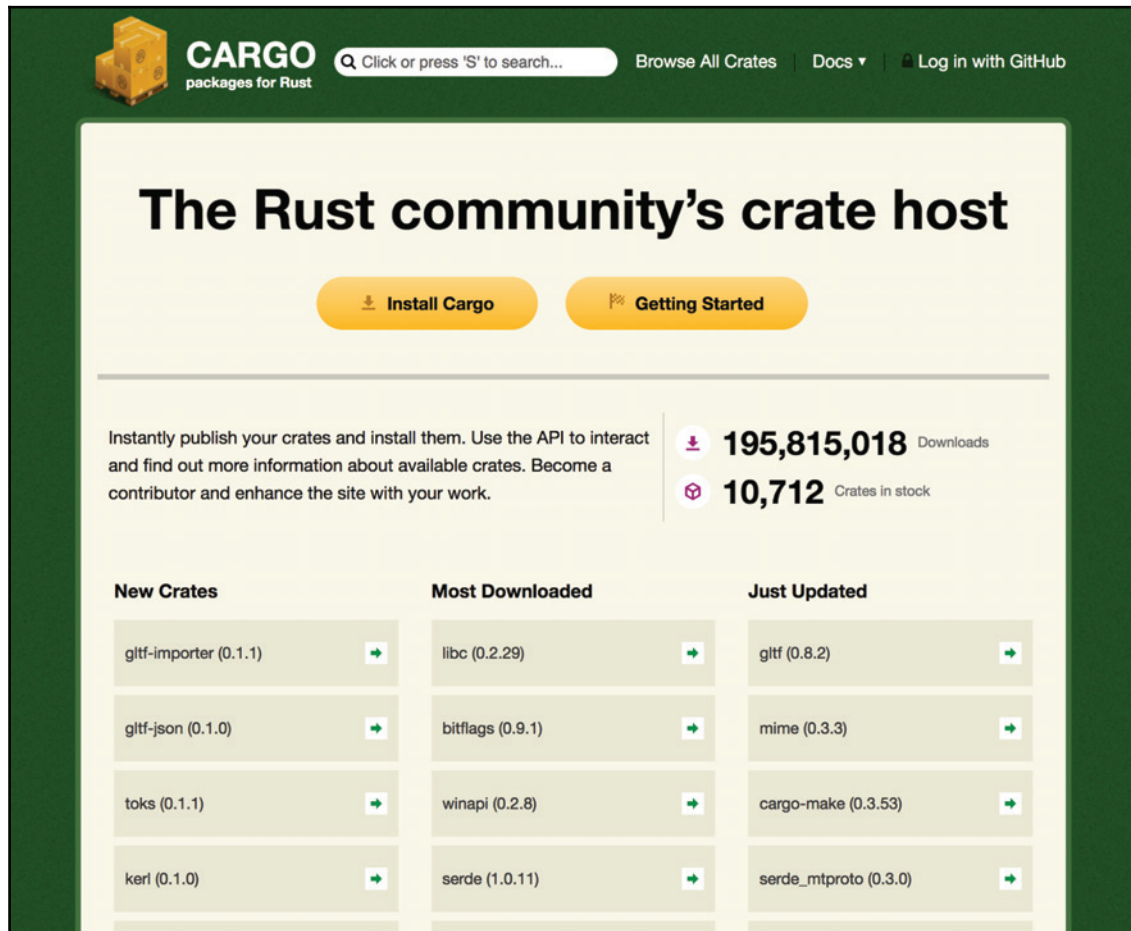 CARGO
packages for Rust
Click or press 'S' to search...
Browse All Crates
Docs ▾
Log in with GitHub
The Rust community’s crate host
Install Cargo
Getting Started
Instantly publish your crates and install them. Use the API to interact
and find out more information about available crates. Become a
contributor and enhance the site with your work.
195,815,018 Downloads
10,712 Crates in stock
New Crates
gltf-importer (0.1.1)
gltf-json (0.1.0)
toks (0.1.1)
kerl (0.1.0)
Most Downloaded
libc (0.2.29)
bitflags (0.9.1)
winapi (0.2.8)
serde (1.0.11)
Just Updated
gltf (0.8.2)
mime (0.3.3)
cargo-make (0.3.53)
serde_mtproto (0.3.0)